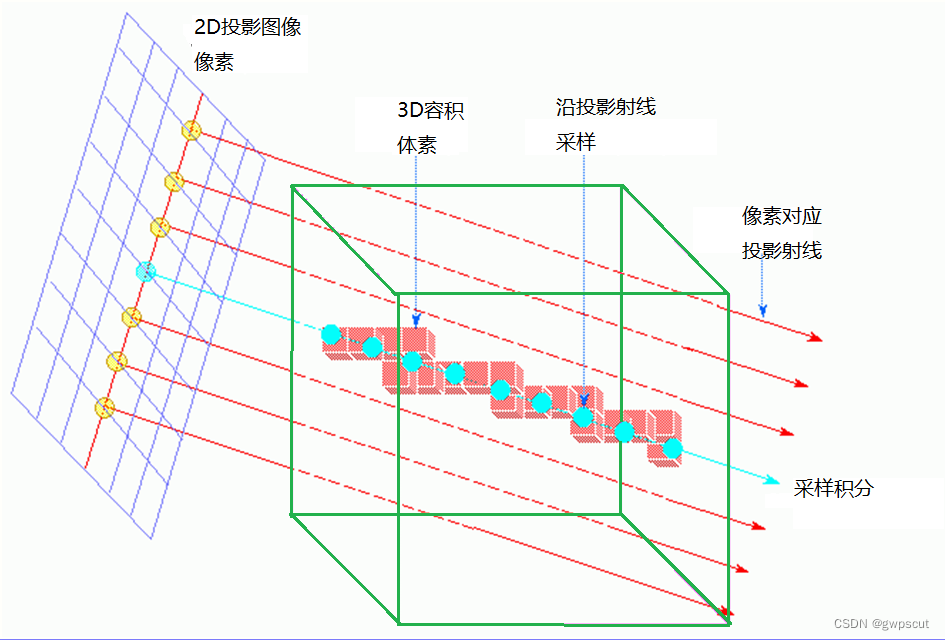 2D投影图像
像素
3D容积
体素
沿投影射线
采样
像素对应
投影射线
采样积分
CSDN @gwpscut